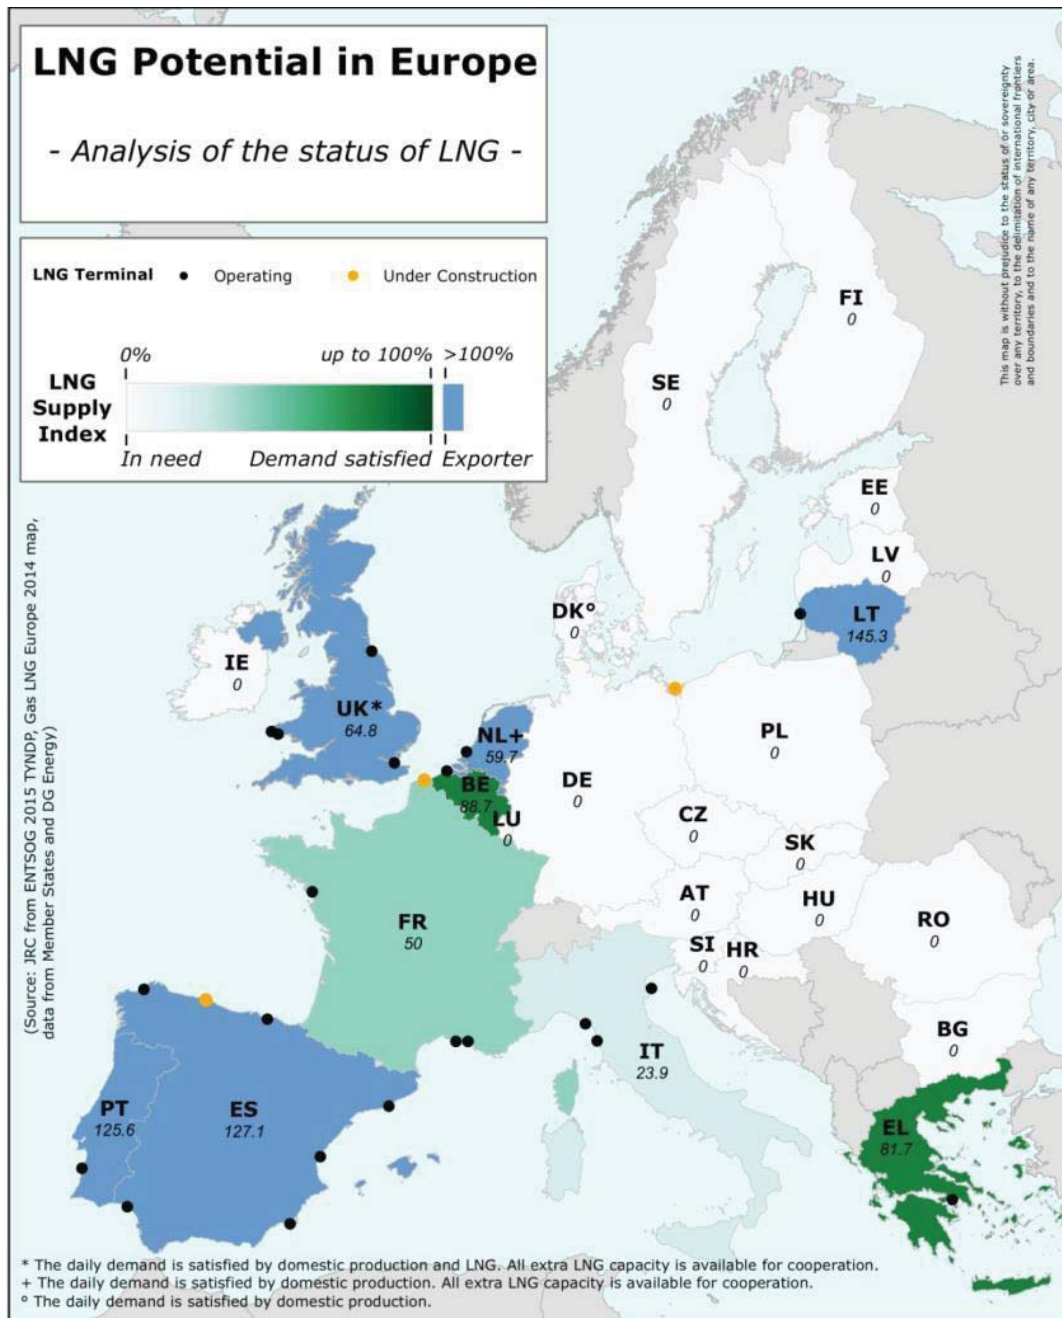 LNG Potential in Europe
- Analysis of the status of LNG -
LNG Terminal
Operating
Under Construction
0%
up to 100%
>100%
LNG
Supply
Index
In need
Demand satisfied
Exporter
This map is without prejudice to the status of or sovereignty
over any territory, to the delimitation of international frontiers
and boundaries and to the name of any territory, city or area.
(Source: JRC from ENTSOG 2015 TYNDP, Gas LNG Europe 2014 map,
data from Member States and DG Energy)
FI
0
SE
0
EE
0
LV
0
LT
145.3
DK°
0
IE
0
UK*
64.8
NL+
59.7
BE
88.7
LU
0
DE
0
PL
0
CZ
0
SK
0
AT
0
HU
0
RO
0
SI
0
HR
0
FR
50
IT
23.9
BG
0
PT
125.6
ES
127.1
EL
81.7
* The daily demand is satisfied by domestic production and LNG. All extra LNG capacity is available for cooperation.
+ The daily demand is satisfied by domestic production. All extra LNG capacity is available for cooperation.
° The daily demand is satisfied by domestic production.